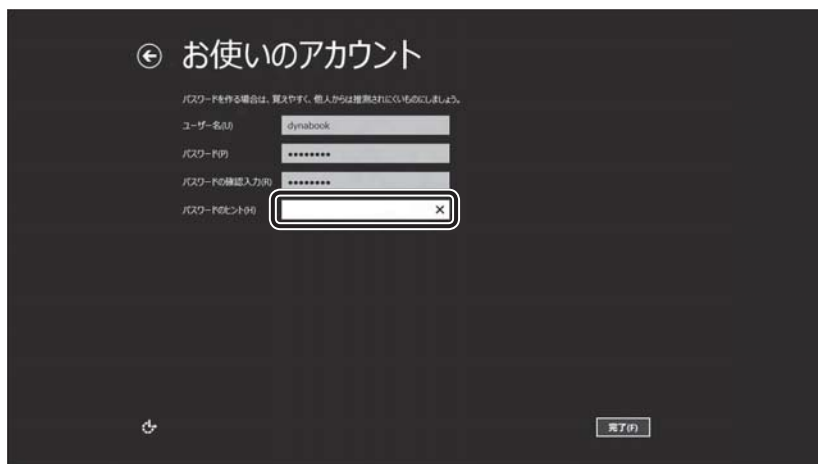 お使いのアカウント
パスワードを作る場合は、覚えやすく、他人からは推測されにくいものにしましょう。
ユーザー名(U)
dynabook
パスワード(P)
••••••••
パスワードの確認入力(R)
••••••••
パスワードのヒント(H)
完了(F)